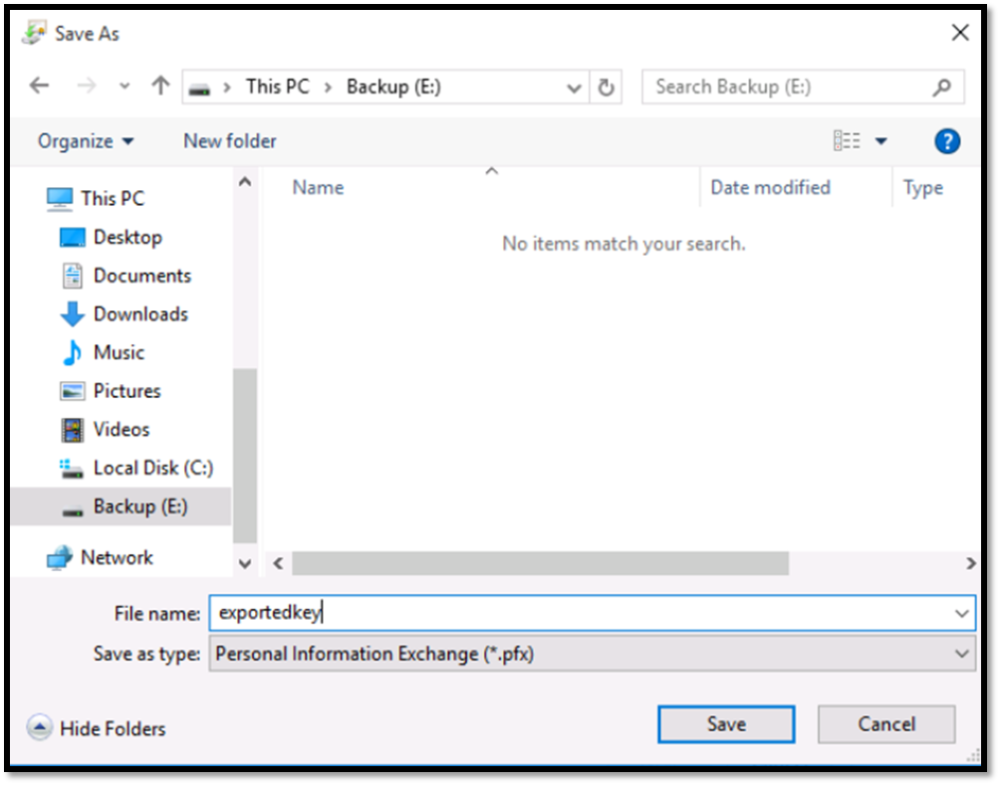 Save As
This PC > Backup (E:)
Search Backup (E:)
Organize
New folder
?
This PC
Desktop
Documents
Downloads
Music
Pictures
Videos
Local Disk (C:)
Backup (E:)
Network
Name
Date modified
Type
No items match your search.
File name: exportedkey
Save as type: Personal Information Exchange (*.pfx)
Hide Folders
Save
Cancel